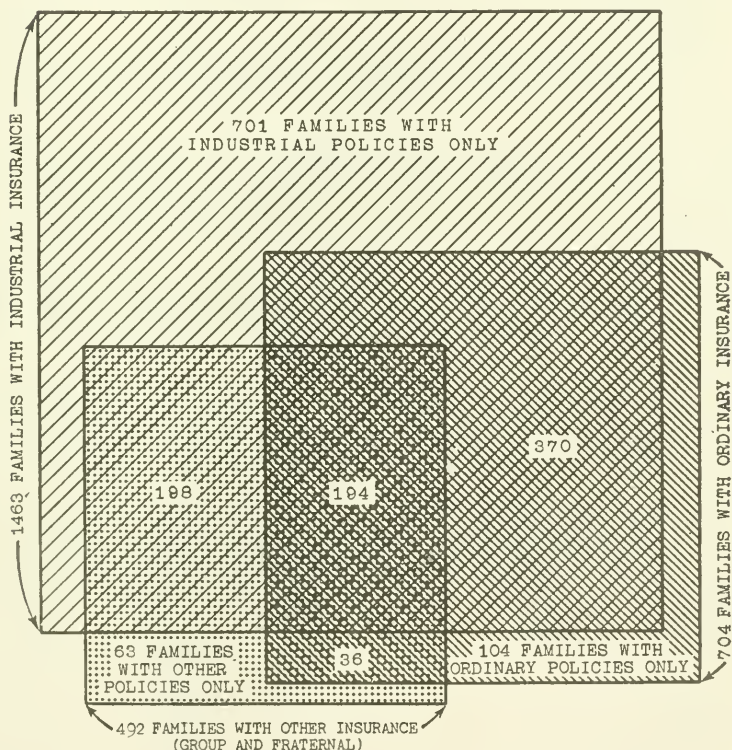 701 FAMILIES WITH
INDUSTRIAL POLICIES ONLY
1463 FAMILIES WITH INDUSTRIAL INSURANCE
704 FAMILIES WITH ORDINARY INSURANCE
370
198
194
63 FAMILIES
WITH OTHER
POLICIES ONLY
36
104 FAMILIES WITH
ORDINARY POLICIES ONLY
492 FAMILIES WITH OTHER INSURANCE
(GROUP AND FRATERNAL)